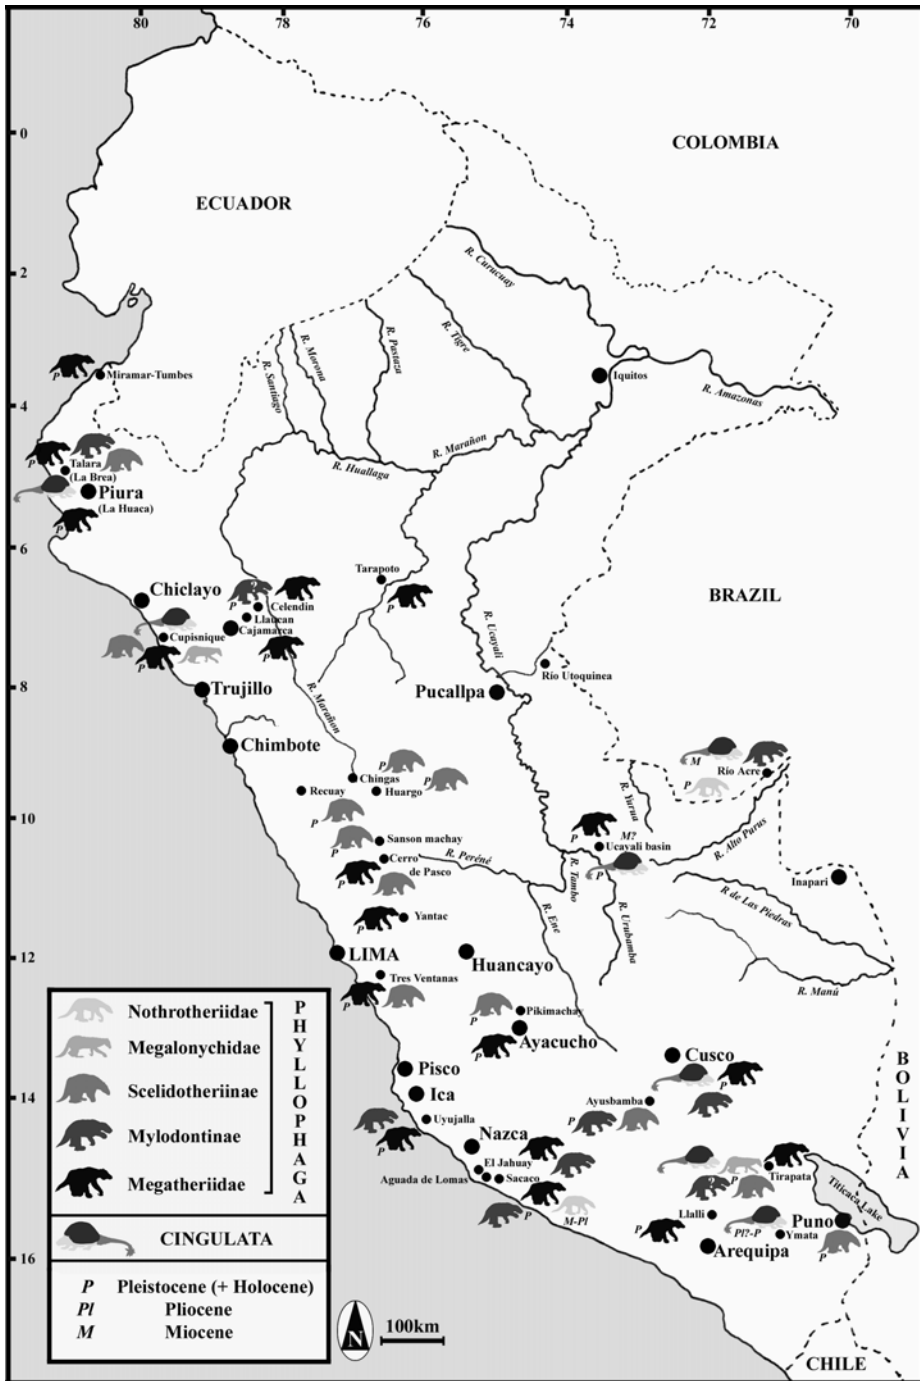 80 78 76 74 72 70
0
COLOMBIA
ECUADOR
R. Curucuay
2
R. Tigre
R. Pastaza
R. Morona
R. Santiago
P
Miramar-Tumbes
Iquitos
R. Amazonas
4
R. Marañon
R. Huallaga
P
Talara
(La Brea)
Piura
(La Huaca)
P
6
Tarapoto
P
Chiclayo
?
P
Celendin
Llaucan
Cajamarca
P
Cupisnique
P
BRAZIL
R. Ucayali
Río Utoquinea
8
Trujillo
R. Marañon
Pucallpa
Chimbote
M
Río Acre
P
P
Chingas
P
Recuay
Huargo
P
R. Yurua
10
P
M?
Ucayali basin
P
R. Alto Purus
P
Sanson machay
Cerro
de Pasco
P
R. Peréné
R. Tambo
R. Urubamba
R. Ene
Inapari
R de Las Piedras
R. Manú
P
Yantac
12
LIMA
Huancayo
Tres Ventanas
P
P
Pikimachay
Ayacucho
P
Pisco
Cusco
P
14
Ica
Ayusbamba
P
Uyujalla
P
Nazca
P
El Jahuay
Aguada de Lomas
Sacaco
P
M-Pl
Tirapata
?
P
P
Titicaca Lake
BOLIVIA
Llalli
P
Pl?-P
Puno
Ymata
P
Arequipa
16
CHILE
Nothrotheriidae
Megalonychidae
Scelidotheriinae
Mylodontinae
Megatheriidae
PHYLLOPHAGA
CINGULATA
P Pleistocene (+ Holocene)
Pl Pliocene
M Miocene
N
100km